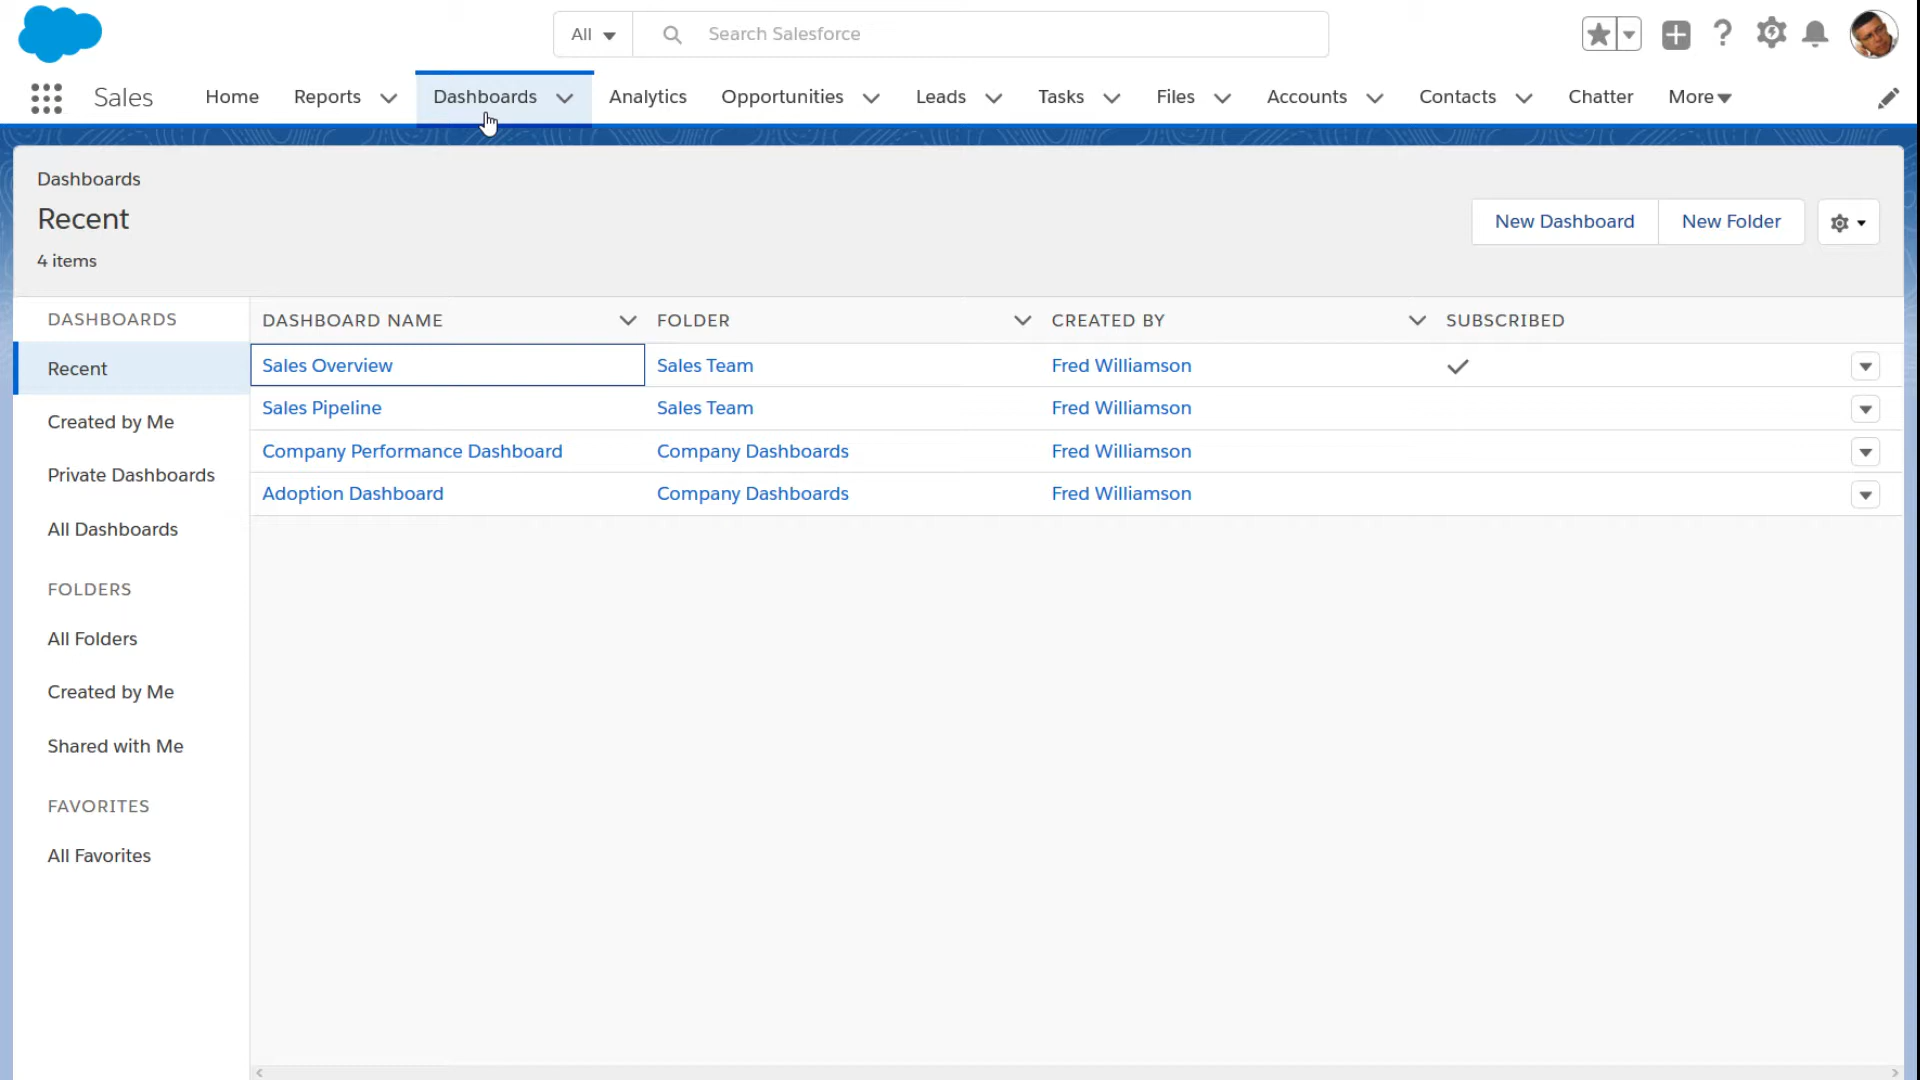 All
Search Salesforce
Sales
Home
Reports
Dashboards
Analytics
Opportunities
Leads
Tasks
Files
Accounts
Contacts
Chatter
More
Dashboards
Recent
4 items
New Dashboard
New Folder
DASHBOARDS
Recent
Created by Me
Private Dashboards
All Dashboards
FOLDERS
All Folders
Created by Me
Shared with Me
FAVORITES
All Favorites
DASHBOARD NAME FOLDER CREATED BY SUBSCRIBED
Sales Overview Sales Team Fred Williamson
Sales Pipeline Sales Team Fred Williamson
Company Performance Dashboard Company Dashboards Fred Williamson
Adoption Dashboard Company Dashboards Fred Williamson